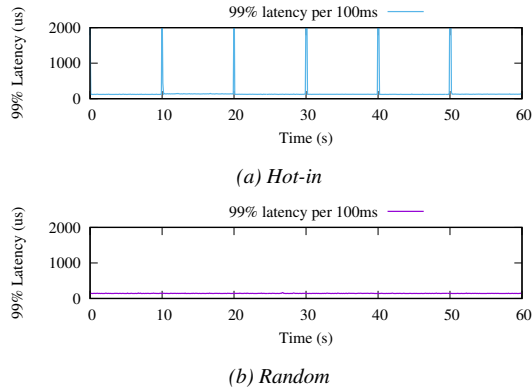 99% latency per 100ms
99% Latency (us)
2000
1000
0
0 10 20 30 40 50 60
Time (s)
(a) Hot-in
99% latency per 100ms
99% Latency (us)
2000
1000
0
0 10 20 30 40 50 60
Time (s)
(b) Random